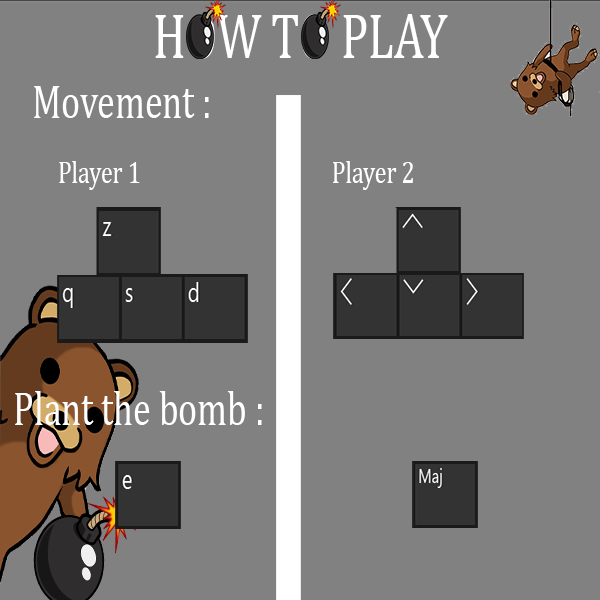 HOW TO PLAY
Movement :
Player 1
Player 2
z
^
q s d
< v >
Plant the bomb :
e
Maj